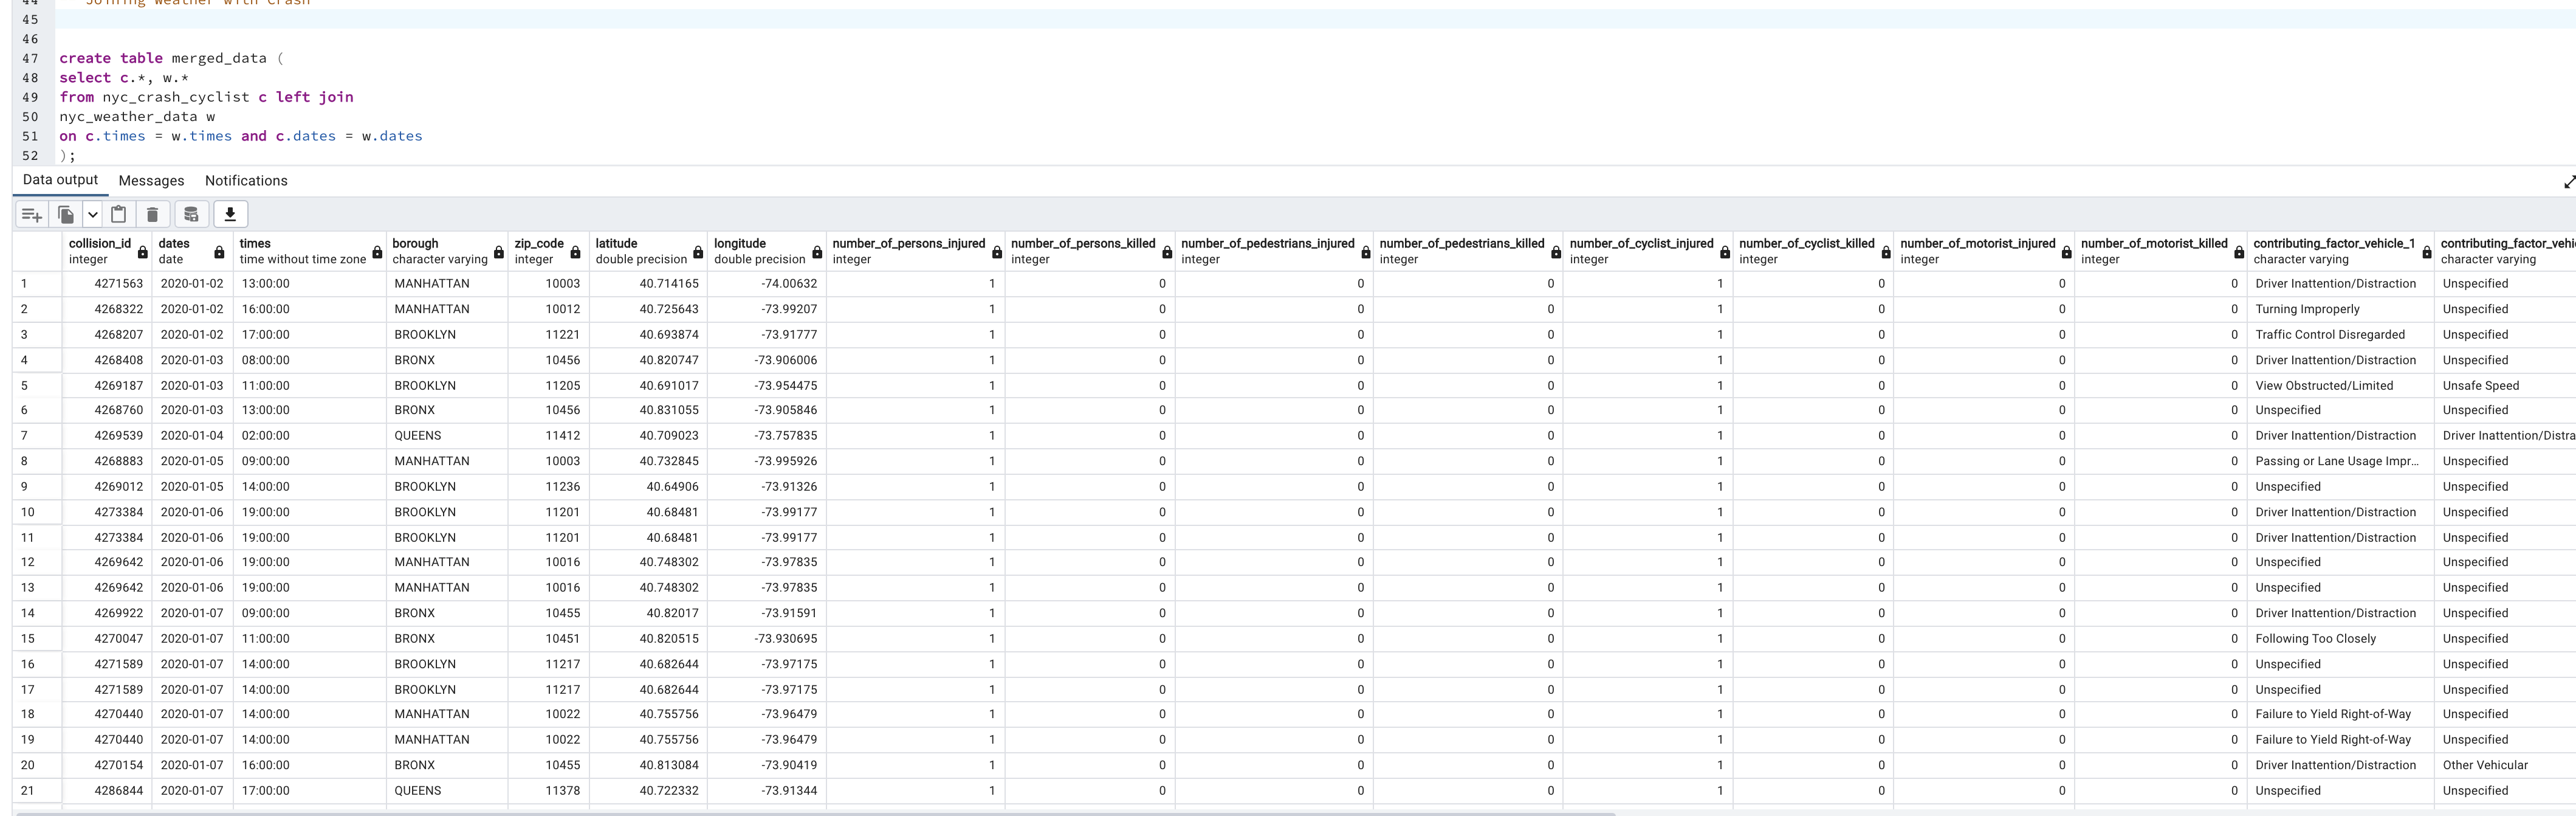 44 Joining weather with Crash
45
46
47 create table merged_data (
48 select c.*, w.*
49 from nyc_crash_cyclist c left join
50 nyc_weather_data w
51 on c.times = w.times and c.dates = w.dates
52 );
Data output Messages Notifications
collision_id dates times borough zip_code latitude longitude number_of_persons_injured number_of_persons_killed number_of_pedestrians_injured number_of_pedestrians_killed number_of_cyclist_injured number_of_cyclist_killed number_of_motorist_injured number_of_motorist_killed contributing_factor_vehicle_1
integer date time without time zone character varying integer double precision double precision integer integer integer integer integer integer integer integer character varying character varying
1 4271563 2020-01-02 13:00:00 MANHATTAN 10003 40.714165 -74.00632 1 0 0 0 1 0 0 0 Driver Inattention/Distraction Unspecified
2 4268322 2020-01-02 16:00:00 MANHATTAN 10012 40.725643 -73.99207 1 0 0 0 1 0 0 0 Turning Improperly Unspecified
3 4268207 2020-01-02 17:00:00 BROOKLYN 11221 40.693874 -73.91777 1 0 0 0 1 0 0 0 Traffic Control Disregarded Unspecified
4 4268408 2020-01-03 08:00:00 BRONX 10456 40.820747 -73.906006 1 0 0 0 1 0 0 0 Driver Inattention/Distraction Unspecified
5 4269187 2020-01-03 11:00:00 BROOKLYN 11205 40.691017 -73.954475 1 0 0 0 1 0 0 0 View Obstructed/Limited Unsafe Speed
6 4268760 2020-01-03 13:00:00 BRONX 10456 40.831055 -73.905846 1 0 0 0 1 0 0 0 Unspecified Unspecified
7 4269539 2020-01-04 02:00:00 QUEENS 11412 40.709023 -73.757835 1 0 0 0 1 0 0 0 Driver Inattention/Distraction Driver Inattention/Distra
8 4268883 2020-01-05 09:00:00 MANHATTAN 10003 40.732845 -73.995926 1 0 0 0 1 0 0 0 Passing or Lane Usage Impr... Unspecified
9 4269012 2020-01-05 14:00:00 BROOKLYN 11236 40.64906 -73.91326 1 0 0 0 1 0 0 0 Unspecified Unspecified
10 4273384 2020-01-06 19:00:00 BROOKLYN 11201 40.68481 -73.99177 1 0 0 0 1 0 0 0 Driver Inattention/Distraction Unspecified
11 4273384 2020-01-06 19:00:00 BROOKLYN 11201 40.68481 -73.99177 1 0 0 0 1 0 0 0 Driver Inattention/Distraction Unspecified
12 4269642 2020-01-06 19:00:00 MANHATTAN 10016 40.748302 -73.97835 1 0 0 0 1 0 0 0 Unspecified Unspecified
13 4269642 2020-01-06 19:00:00 MANHATTAN 10016 40.748302 -73.97835 1 0 0 0 1 0 0 0 Unspecified Unspecified
14 4269922 2020-01-07 09:00:00 BRONX 10455 40.82017 -73.91591 1 0 0 0 1 0 0 0 Driver Inattention/Distraction Unspecified
15 4270047 2020-01-07 11:00:00 BRONX 10451 40.820515 -73.930695 1 0 0 0 1 0 0 0 Following Too Closely Unspecified
16 4271589 2020-01-07 14:00:00 BROOKLYN 11217 40.682644 -73.97175 1 0 0 0 1 0 0 0 Unspecified Unspecified
17 4271589 2020-01-07 14:00:00 BROOKLYN 11217 40.682644 -73.97175 1 0 0 0 1 0 0 0 Unspecified Unspecified
18 4270440 2020-01-07 14:00:00 MANHATTAN 10022 40.755756 -73.96479 1 0 0 0 1 0 0 0 Failure to Yield Right-of-Way Unspecified
19 4270440 2020-01-07 14:00:00 MANHATTAN 10022 40.755756 -73.96479 1 0 0 0 1 0 0 0 Failure to Yield Right-of-Way Unspecified
20 4270154 2020-01-07 16:00:00 BRONX 10455 40.813084 -73.90419 1 0 0 0 1 0 0 0 Driver Inattention/Distraction Other Vehicular
21 4286844 2020-01-07 17:00:00 QUEENS 11378 40.722332 -73.91344 1 0 0 0 1 0 0 0 Unspecified Unspecified